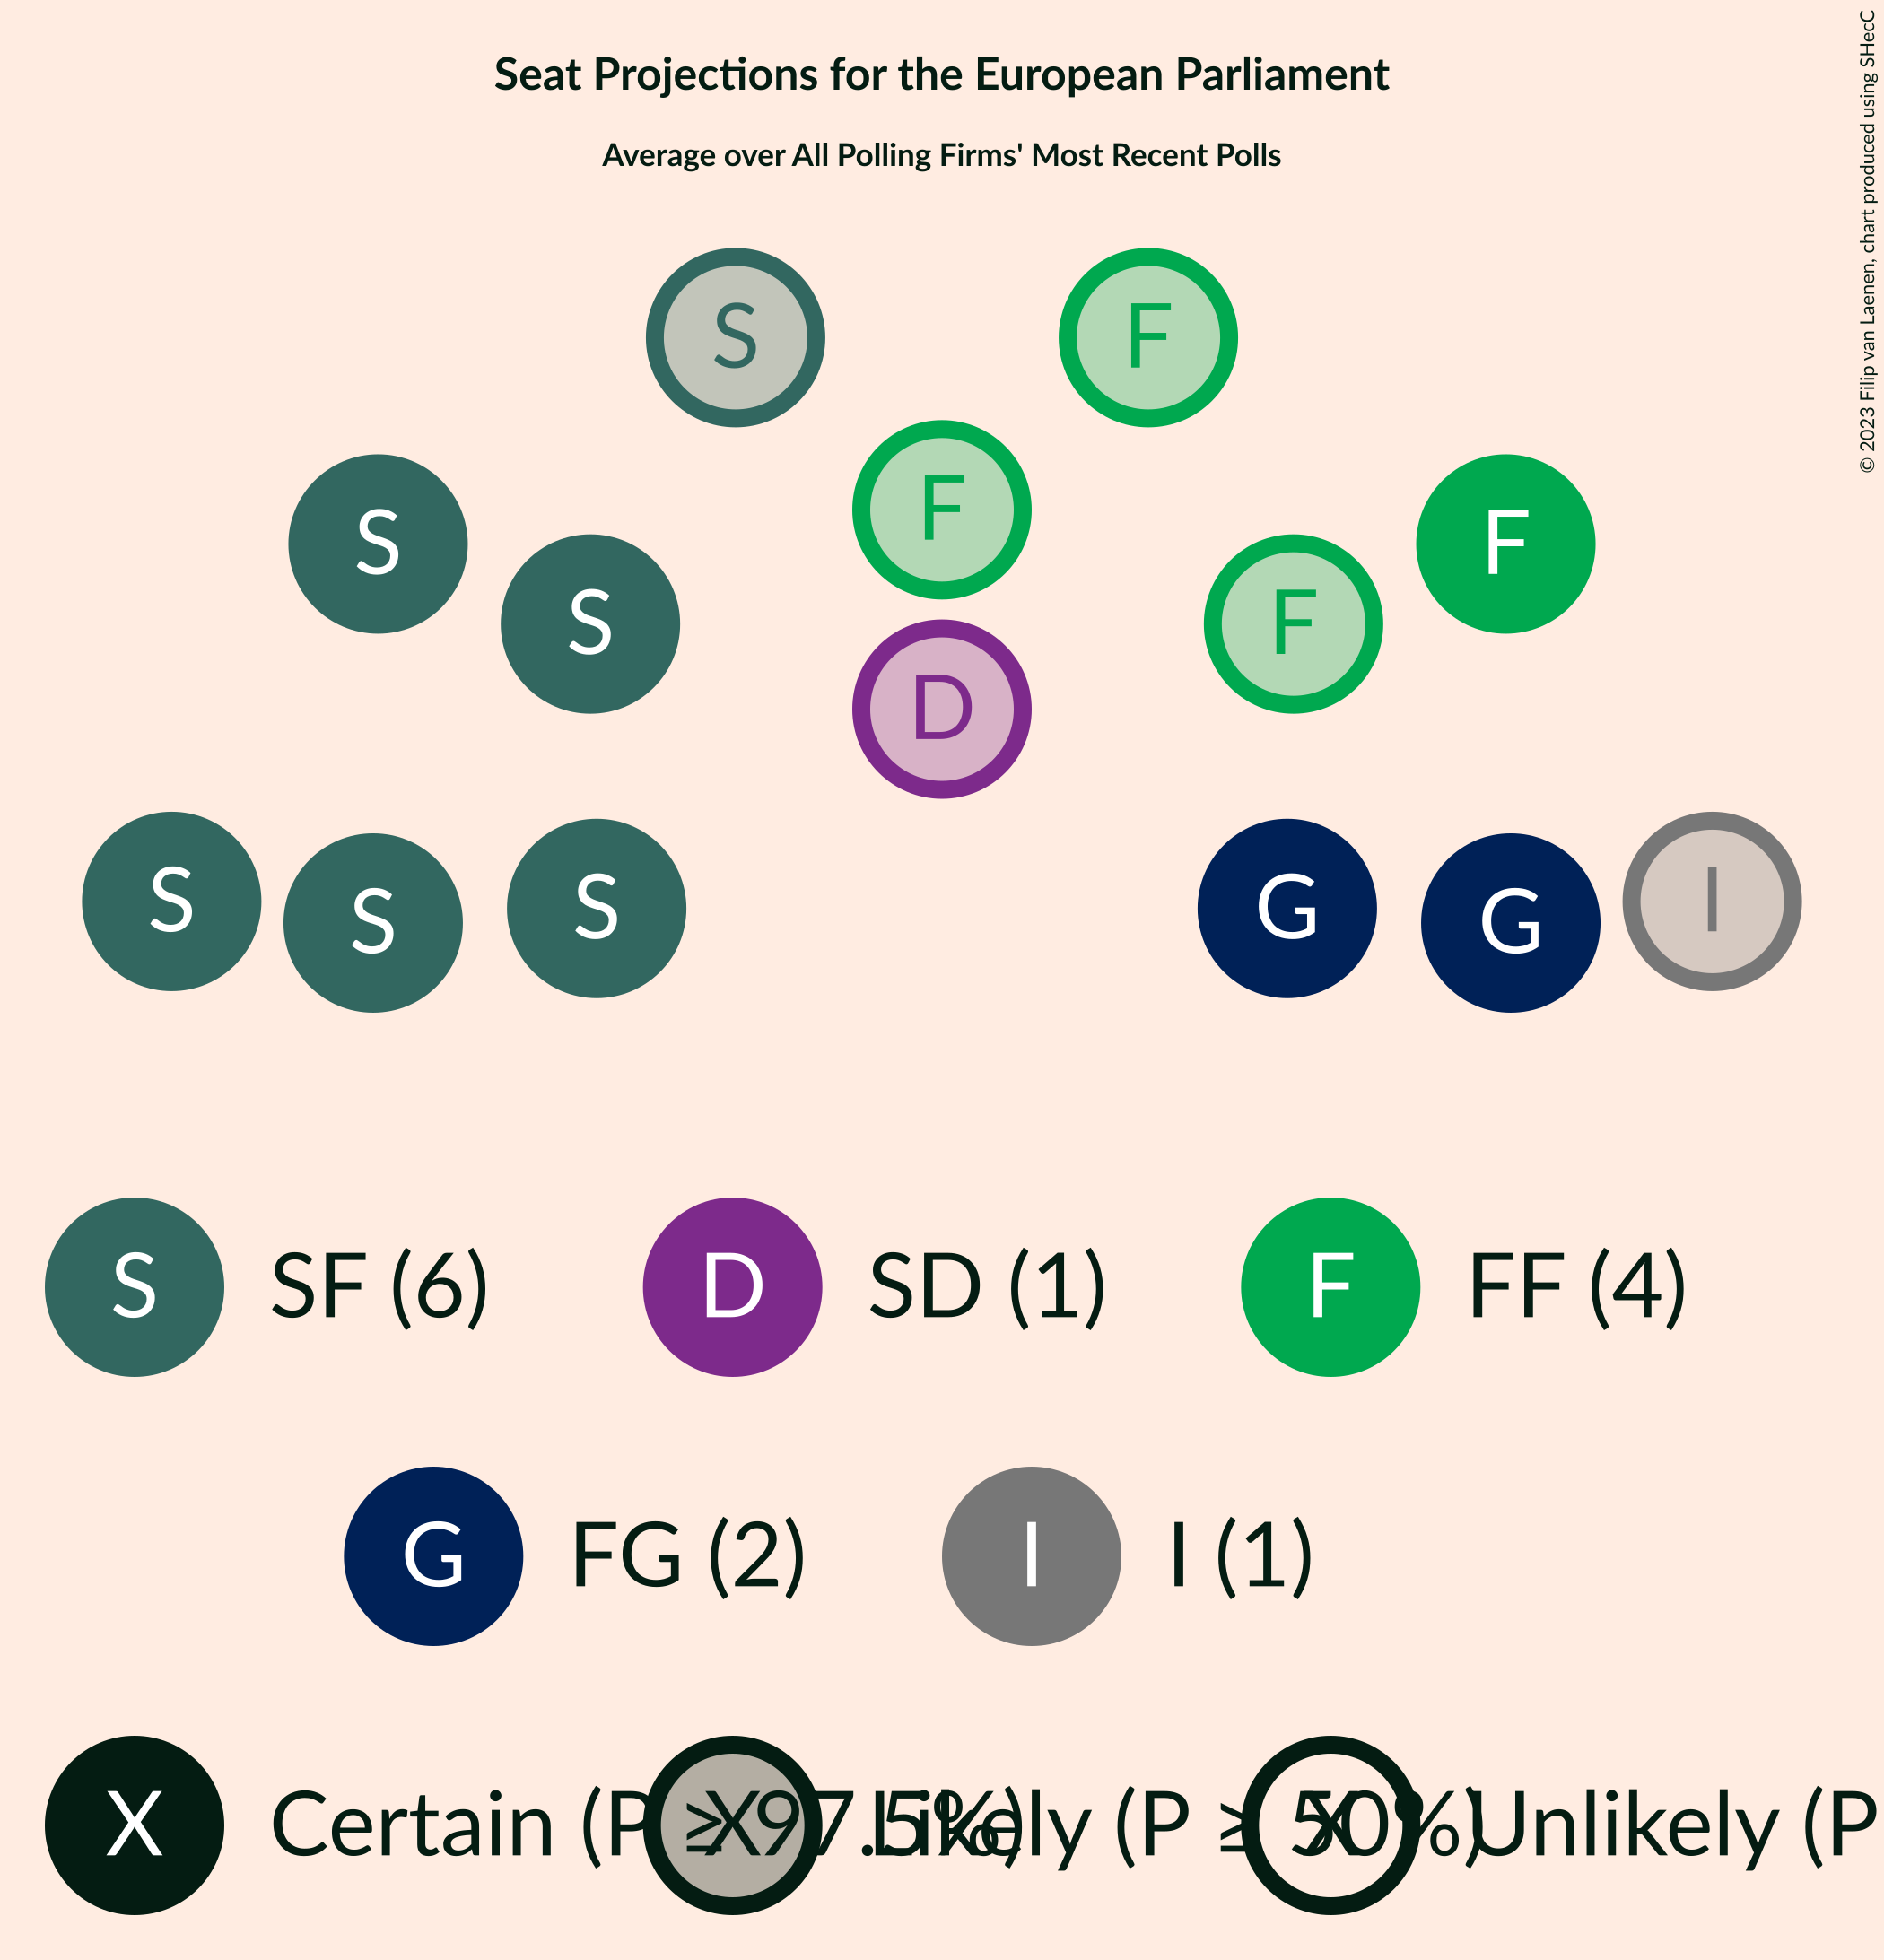 Seat Projections for the European Parliament
Average over All Polling Firms' Most Recent Polls
© 2023 Filip van Laenen, chart produced using SHecC
S F
F
S F
S F
D
S G I
S S G
S SF (6) D SD (1) F FF (4)
G FG (2) I I (1)
X Certain (P ≥ 97.5%) X Likely (P ≥ 50%) X Unlikely (P